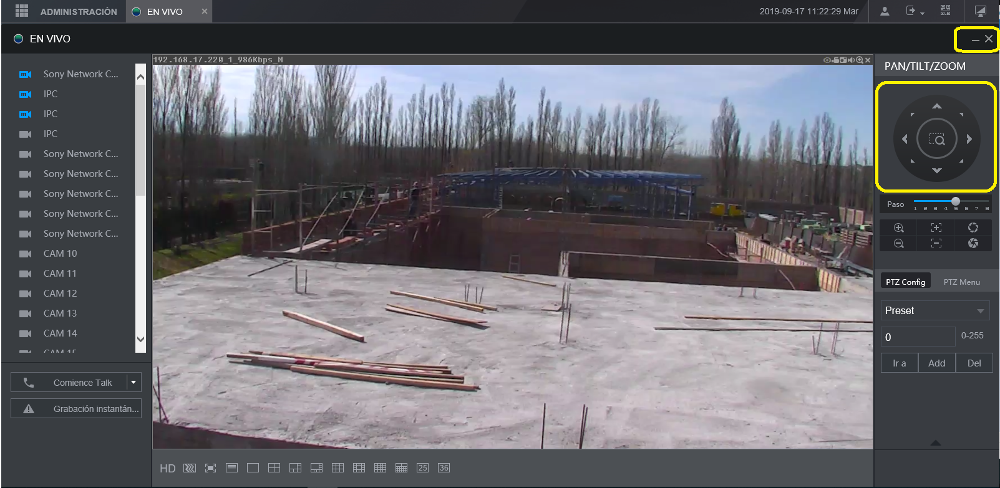 ADMINISTRACIÓN
EN VIVO
2019-09-17 11:22:29 Mar
EN VIVO
192.168.17.220_1_986Kbps_M
Sony Network C...
IPC
IPC
IPC
Sony Network C...
Sony Network C...
Sony Network C...
Sony Network C...
Sony Network C...
CAM 10
CAM 11
CAM 12
CAM 13
CAM 14
CAM 15
Comience Talk
Grabación instantán...
HD
25
36
PAN/TILT/ZOOM
Paso
1 2 3 4 5 6 7 8
PTZ Config
PTZ Menu
Preset
0
0-255
Ir a
Add
Del